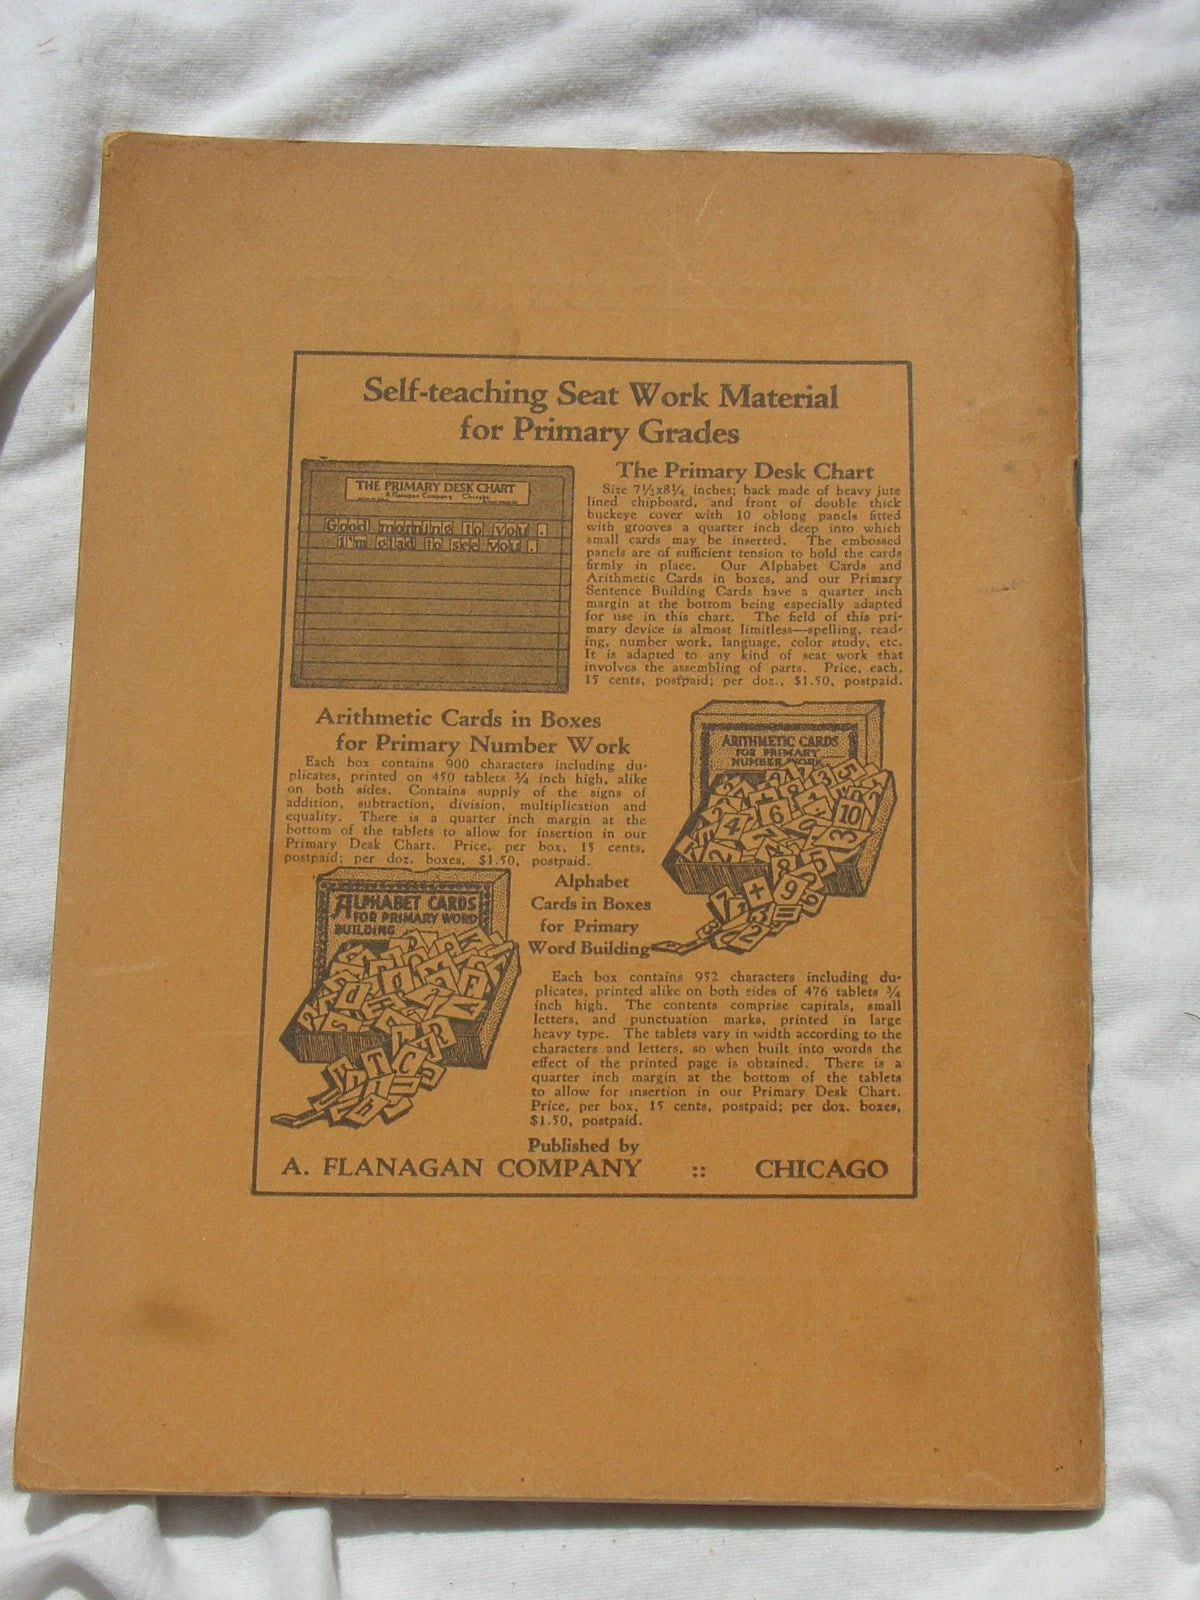 Self-teaching Seat Work Material
for Primary Grades
THE PRIMARY DESK CHART
A Flanagan Company Chicago
Good morning to you .
I'm glad to see you .
The Primary Desk Chart
Size 7½x8¼ inches; back made of heavy jute
lined chipboard, and front of double thick
buckeye cover with 10 oblong panels fitted
with grooves a quarter inch deep into which
small cards may be inserted. The embossed
panels are of sufficient tension to hold the cards
firmly in place. Our Alphabet Cards and
Arithmetic Cards in boxes, and our Primary
Sentence Building Cards have a quarter inch
margin at the bottom being especially adapted
for use in this chart. The field of this pri-
mary device is almost limitless—spelling, read-
ing, number work, language, color study, etc.
It is adapted to any kind of seat work that
involves the assembling of parts. Price, each,
15 cents, postpaid; per doz., $1.50, postpaid.
Arithmetic Cards in Boxes
for Primary Number Work
Each box contains 900 characters including du-
plicates, printed on 450 tablets ¾ inch high, alike
on both sides. Contains supply of the signs of
addition, subtraction, division, multiplication and
equality. There is a quarter inch margin at the
bottom of the tablets to allow for insertion in our
Primary Desk Chart. Price, per box, 15 cents,
postpaid; per doz. boxes, $1.50, postpaid.
ARITHMETIC CARDS
FOR PRIMARY
NUMBER WORK
ALPHABET CARDS
FOR PRIMARY WORD
BUILDING
Alphabet
Cards in Boxes
for Primary
Word Building
Each box contains 952 characters including du-
plicates, printed alike on both sides of 476 tablets ¾
inch high. The contents comprise capitals, small
letters, and punctuation marks, printed in large
heavy type. The tablets vary in width according to the
characters and letters, so when built into words the
effect of the printed page is obtained. There is a
quarter inch margin at the bottom of the tablets
to allow for insertion in our Primary Desk Chart.
Price, per box, 15 cents, postpaid; per doz. boxes,
$1.50, postpaid.
Published by
A. FLANAGAN COMPANY :: CHICAGO